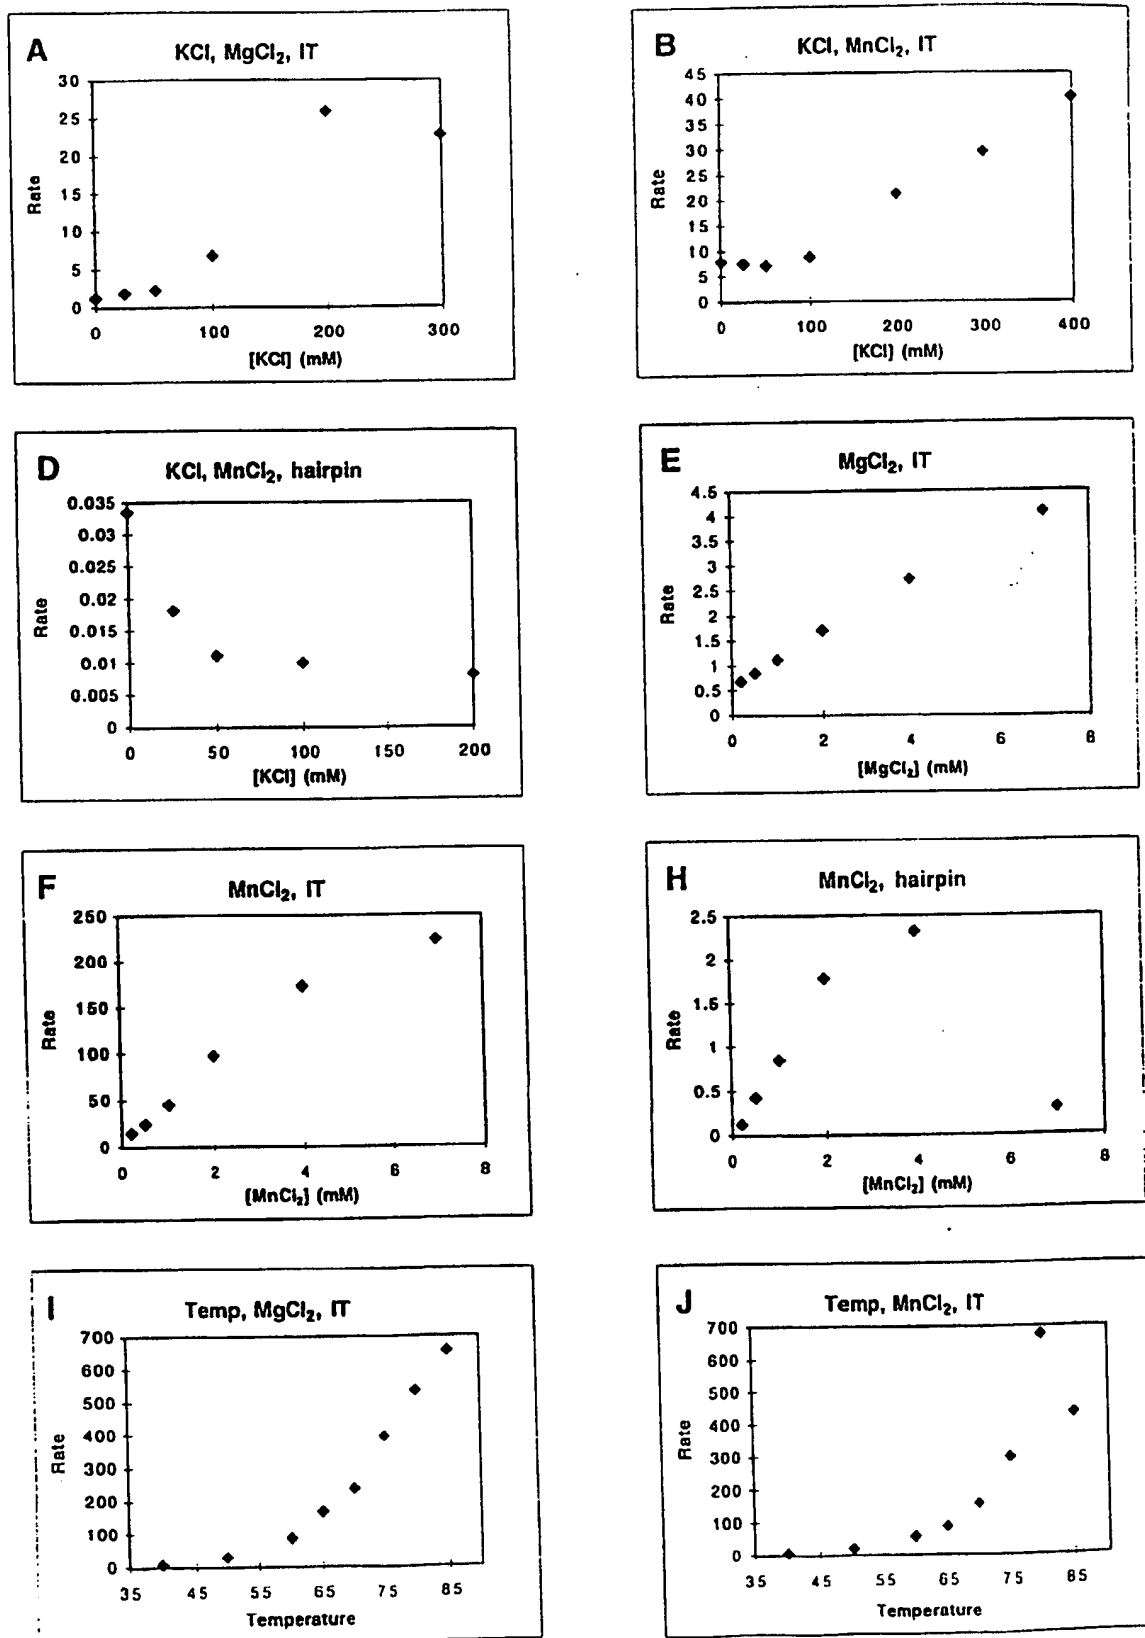 A
KCl, MgCl₂, IT
30
25
20
15
10
5
0
Rate
0 100 200 300
[KCl] (mM)
B
KCl, MnCl₂, IT
45
40
35
30
25
20
15
10
5
0
Rate
0 100 200 300 400
[KCl] (mM)
D
KCl, MnCl₂, hairpin
0.035
0.03
0.025
0.02
0.015
0.01
0.005
0
Rate
0 50 100 150 200
[KCl] (mM)
E
MgCl₂, IT
4.5
4
3.5
3
2.5
2
1.5
1
0.5
0
Rate
0 2 4 6 8
[MgCl₂] (mM)
F
MnCl₂, IT
250
200
150
100
50
0
Rate
0 2 4 6 8
[MnCl₂] (mM)
H
MnCl₂, hairpin
2.5
2
1.5
1
0.5
0
Rate
0 2 4 6 8
[MnCl₂] (mM)
I
Temp, MgCl₂, IT
700
600
500
400
300
200
100
0
Rate
35 45 55 65 75 85
Temperature
J
Temp, MnCl₂, IT
700
600
500
400
300
200
100
0
Rate
35 45 55 65 75 85
Temperature